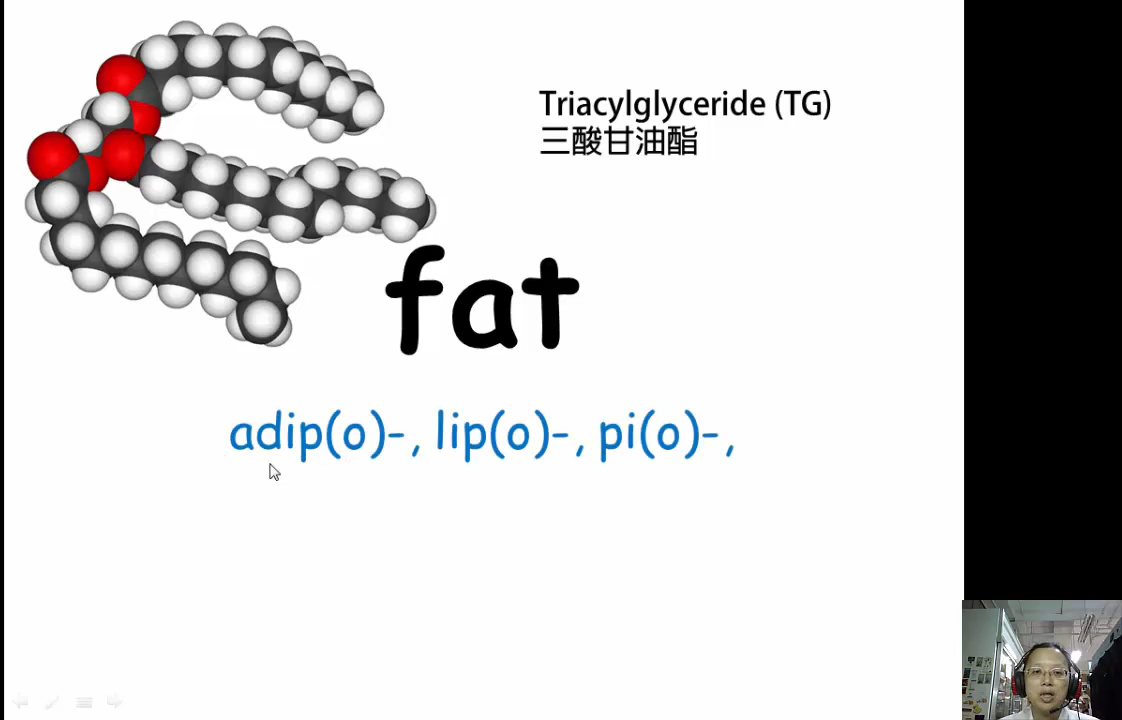 Triacylglyceride (TG)
三酸甘油酯
fat
adip(o)-, lip(o)-, pi(o)-,